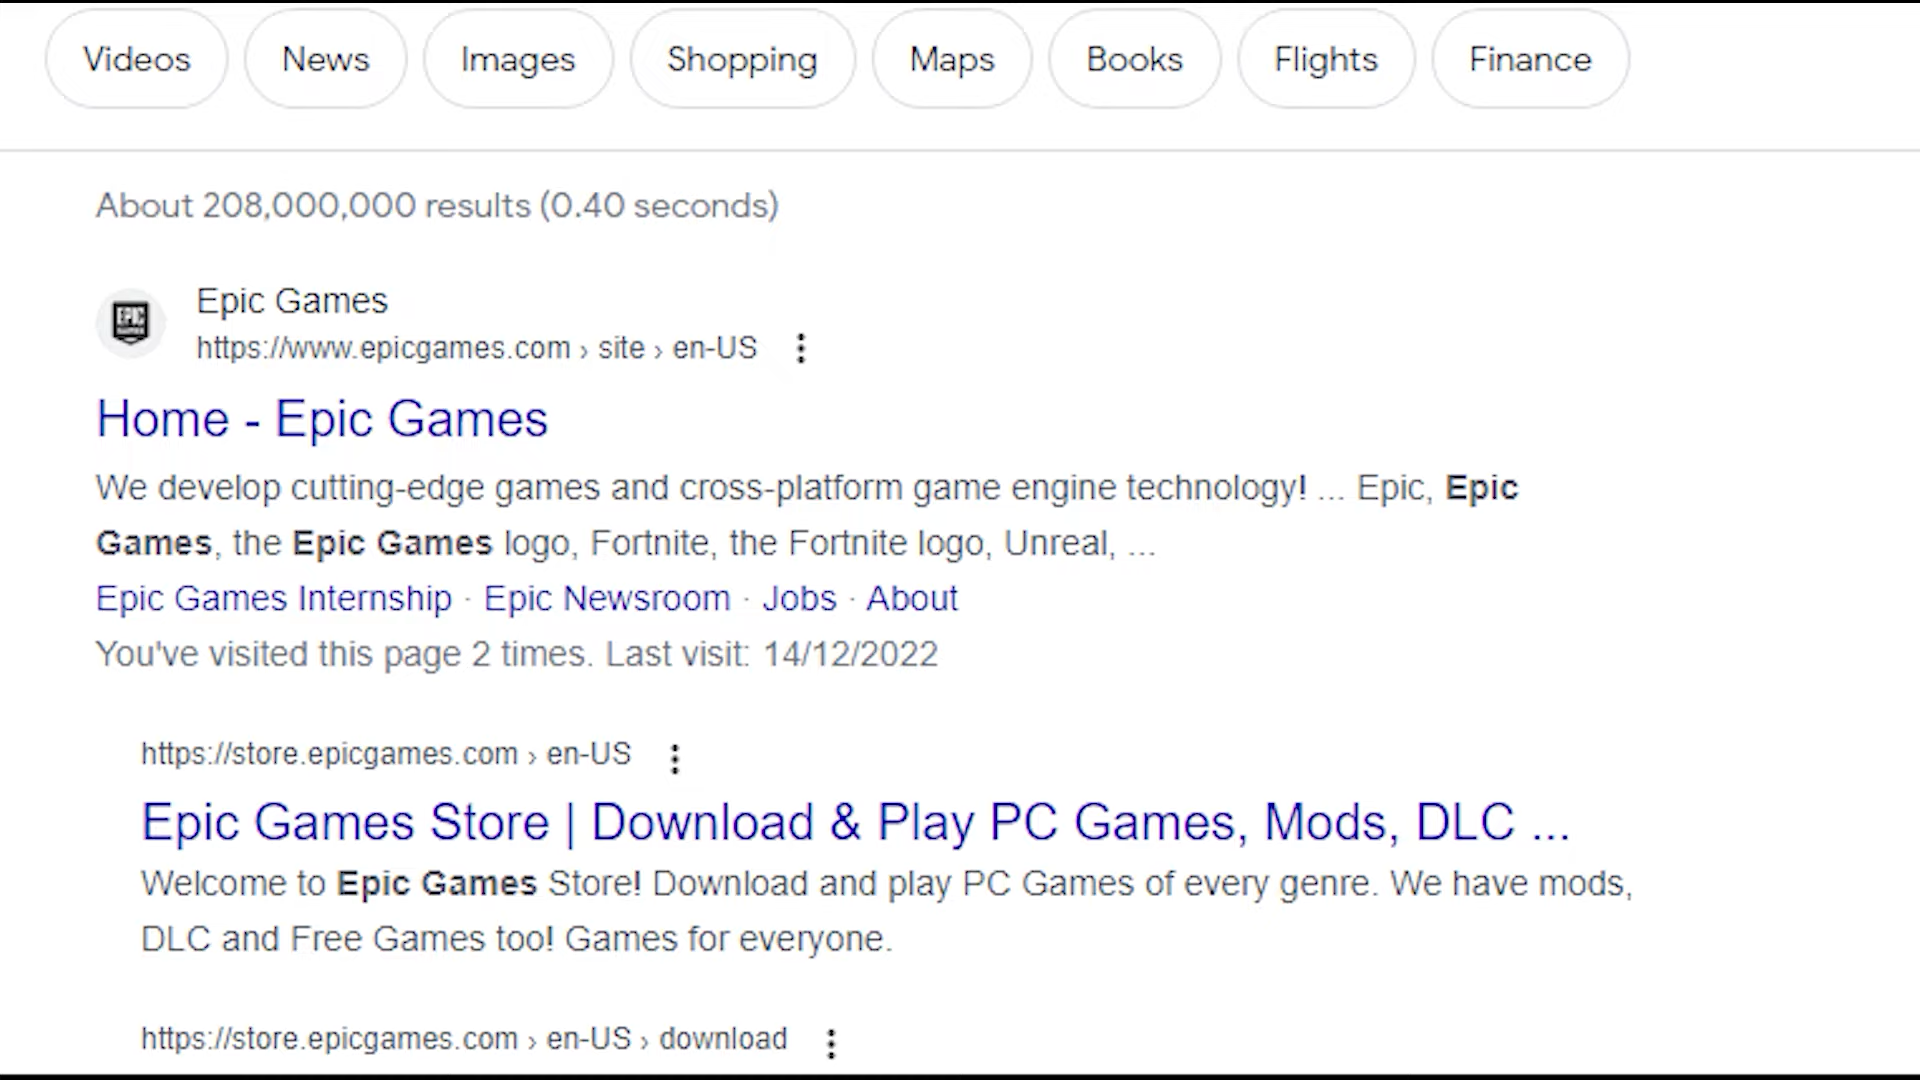 Videos News Images Shopping Maps Books Flights Finance
About 208,000,000 results (0.40 seconds)
EPIC GAMES
Epic Games
https://www.epicgames.com › site › en-US
Home - Epic Games
We develop cutting-edge games and cross-platform game engine technology! ... Epic, Epic
Games, the Epic Games logo, Fortnite, the Fortnite logo, Unreal, ...
Epic Games Internship · Epic Newsroom · Jobs · About
You've visited this page 2 times. Last visit: 14/12/2022
https://store.epicgames.com › en-US
Epic Games Store | Download & Play PC Games, Mods, DLC ...
Welcome to Epic Games Store! Download and play PC Games of every genre. We have mods,
DLC and Free Games too! Games for everyone.
https://store.epicgames.com › en-US › download